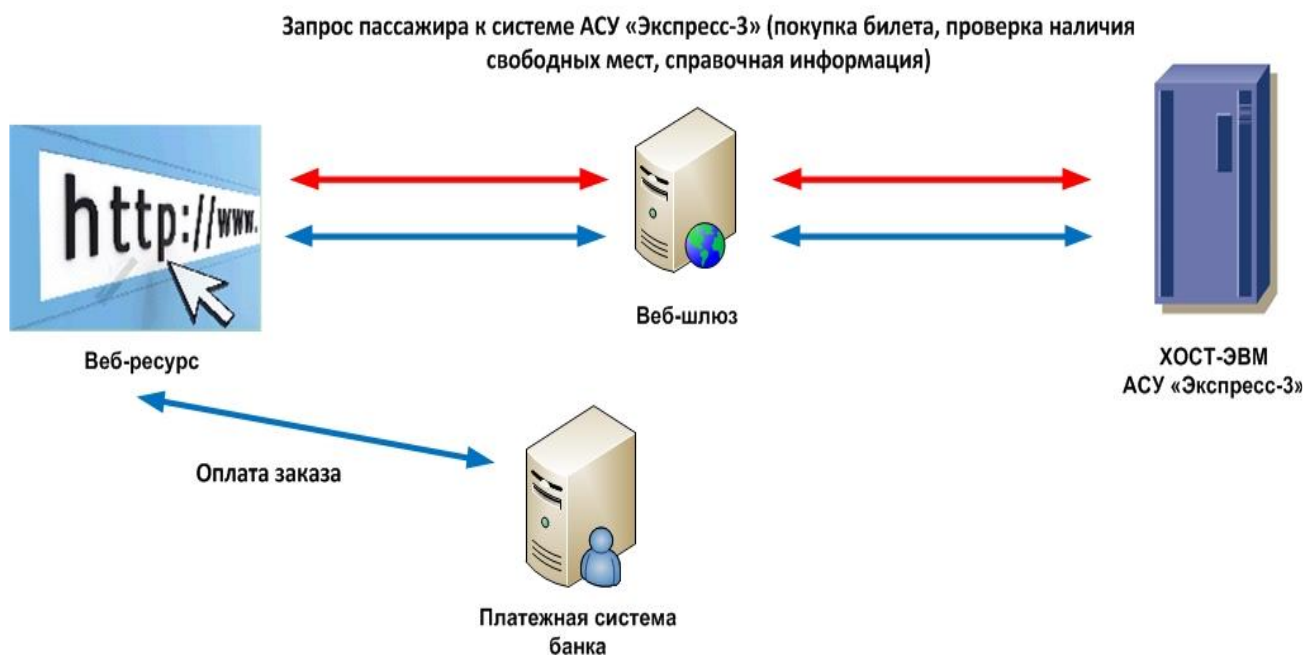 Запрос пассажира к системе АСУ «Экспресс-3» (покупка билета, проверка наличия
свободных мест, справочная информация)
http://www.
Веб-ресурс
Веб-шлюз
ХОСТ-ЭВМ
АСУ «Экспресс-3»
Оплата заказа
Платежная система
банка